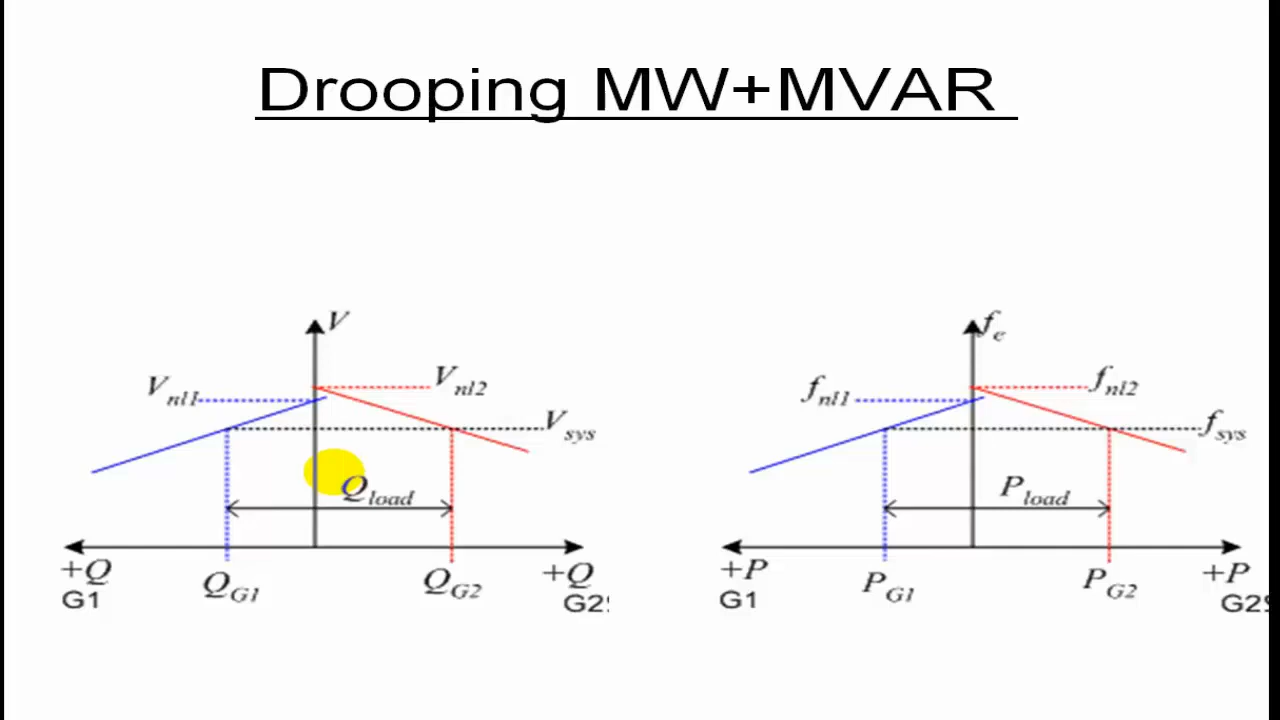 Drooping MW+MVAR
V
V_nl1
V_nl2
V_sys
Q_load
+Q
Q_G1
Q_G2
+Q
G1
G2
f_e
f_nl1
f_nl2
f_sys
P_load
+P
P_G1
P_G2
+P
G1
G2